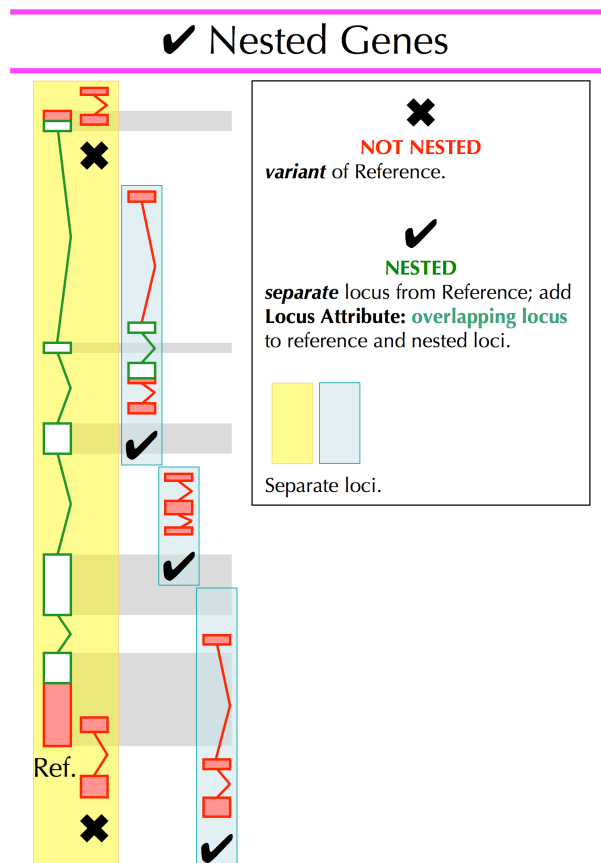 ✔ Nested Genes
✖
NOT NESTED
variant of Reference.
✔
NESTED
separate locus from Reference; add
Locus Attribute: overlapping locus
to reference and nested loci.
Separate loci.
✖
✔
✔
Ref.
✖
✔